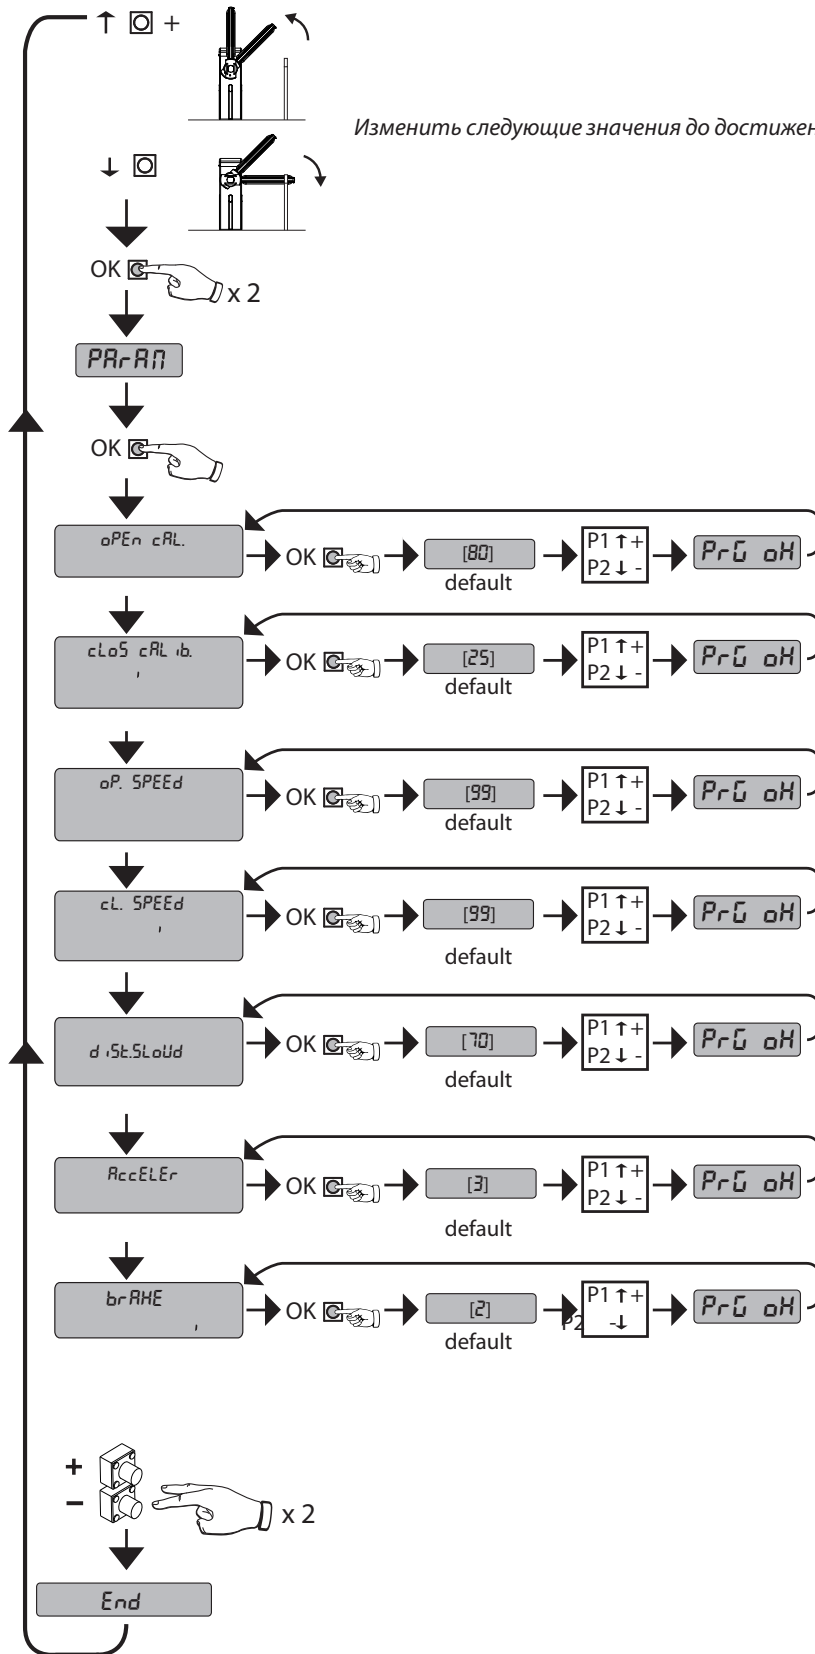 ↑ +
Изменить следующие значения до достижен
↓
OK x 2
PArAM
OK
oPEn cAL.
OK
[80]
default
P1 ↑ +
P2 ↓ -
PrG oK
cLoS cALib.
OK
[25]
default
P1 ↑ +
P2 ↓ -
PrG oK
oP. SPEEd
OK
[99]
default
P1 ↑ +
P2 ↓ -
PrG oK
cL. SPEEd
OK
[99]
default
P1 ↑ +
P2 ↓ -
PrG oK
diSt.SLoUd
OK
[70]
default
P1 ↑ +
P2 ↓ -
PrG oK
AccELEr
OK
[3]
default
P1 ↑ +
P2 ↓ -
PrG oK
brAKE
OK
[2]
default
P1 ↑ +
P2 -↓
PrG oK
+
−
x 2
End